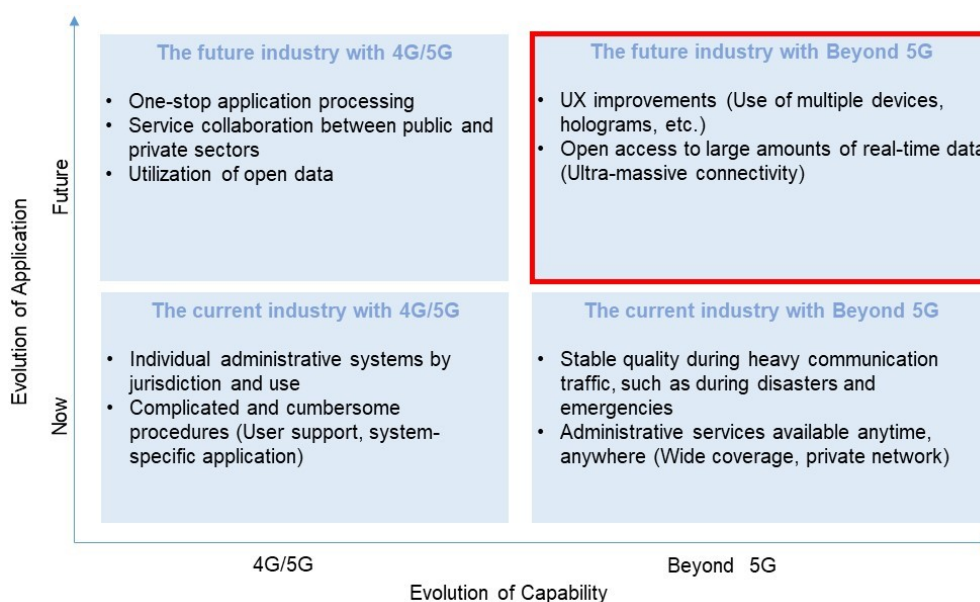 The future industry with 4G/5G
• One-stop application processing
• Service collaboration between public and
private sectors
• Utilization of open data
The future industry with Beyond 5G
• UX improvements (Use of multiple devices,
holograms, etc.)
• Open access to large amounts of real-time data
(Ultra-massive connectivity)
The current industry with 4G/5G
• Individual administrative systems by
jurisdiction and use
• Complicated and cumbersome
procedures (User support, system-
specific application)
The current industry with Beyond 5G
• Stable quality during heavy communication
traffic, such as during disasters and
emergencies
• Administrative services available anytime,
anywhere (Wide coverage, private network)
Evolution of Application
Future
Now
4G/5G
Beyond 5G
Evolution of Capability